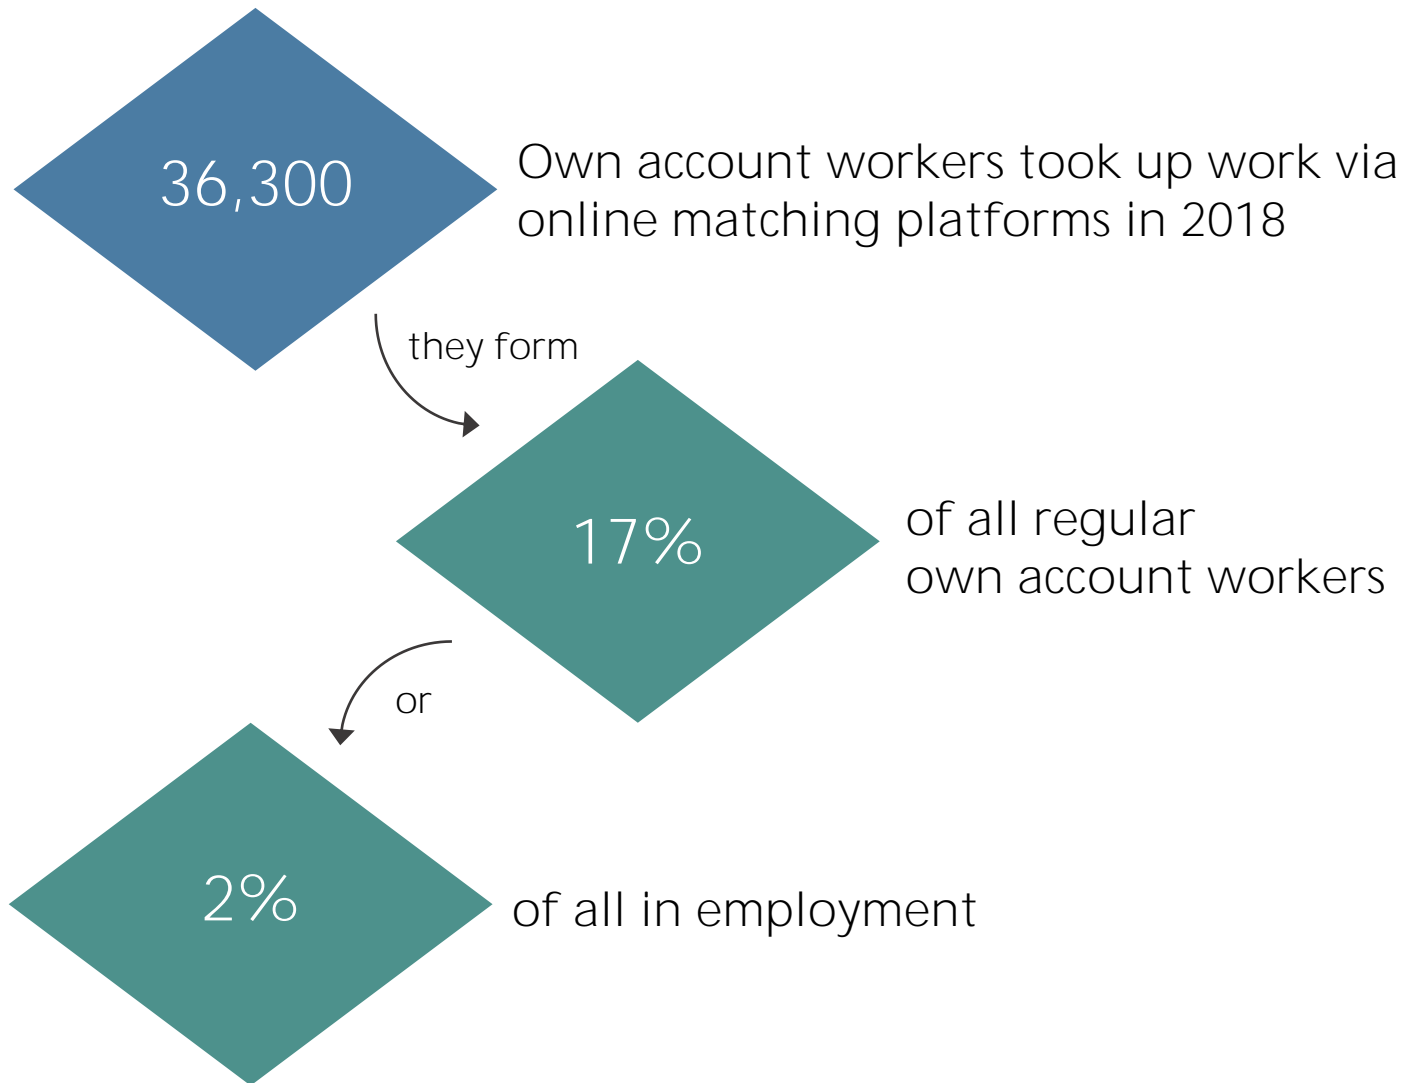 36,300
Own account workers took up work via
online matching platforms in 2018
they form
17%
of all regular
own account workers
or
2%
of all in employment